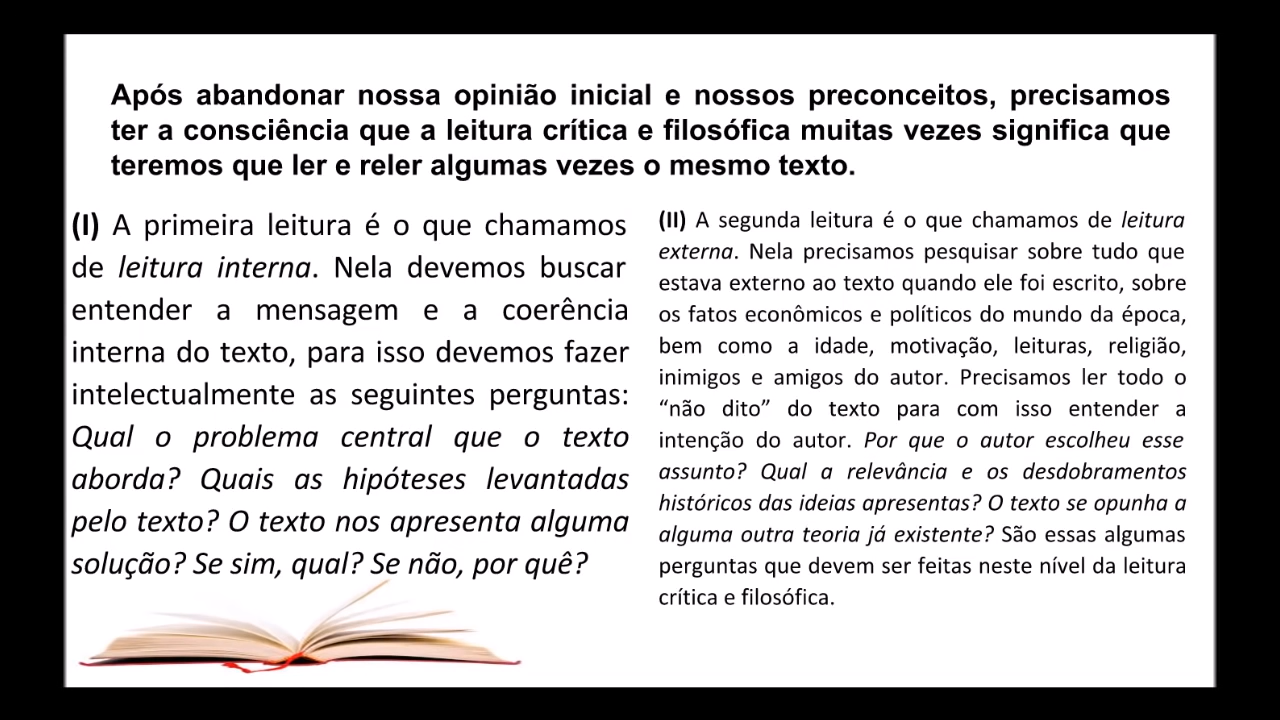 Após abandonar nossa opinião inicial e nossos preconceitos, precisamos
ter a consciência que a leitura crítica e filosófica muitas vezes significa que
teremos que ler e reler algumas vezes o mesmo texto.
(I) A primeira leitura é o que chamamos
de leitura interna. Nela devemos buscar
entender a mensagem e a coerência
interna do texto, para isso devemos fazer
intelectualmente as seguintes perguntas:
Qual o problema central que o texto
aborda? Quais as hipóteses levantadas
pelo texto? O texto nos apresenta alguma
solução? Se sim, qual? Se não, por quê?
(II) A segunda leitura é o que chamamos de leitura
externa. Nela precisamos pesquisar sobre tudo que
estava externo ao texto quando ele foi escrito, sobre
os fatos econômicos e políticos do mundo da época,
bem como a idade, motivação, leituras, religião,
inimigos e amigos do autor. Precisamos ler todo o
“não dito” do texto para com isso entender a
intenção do autor. Por que o autor escolheu esse
assunto? Qual a relevância e os desdobramentos
históricos das ideias apresentas? O texto se opunha a
alguma outra teoria já existente? São essas algumas
perguntas que devem ser feitas neste nível da leitura
crítica e filosófica.